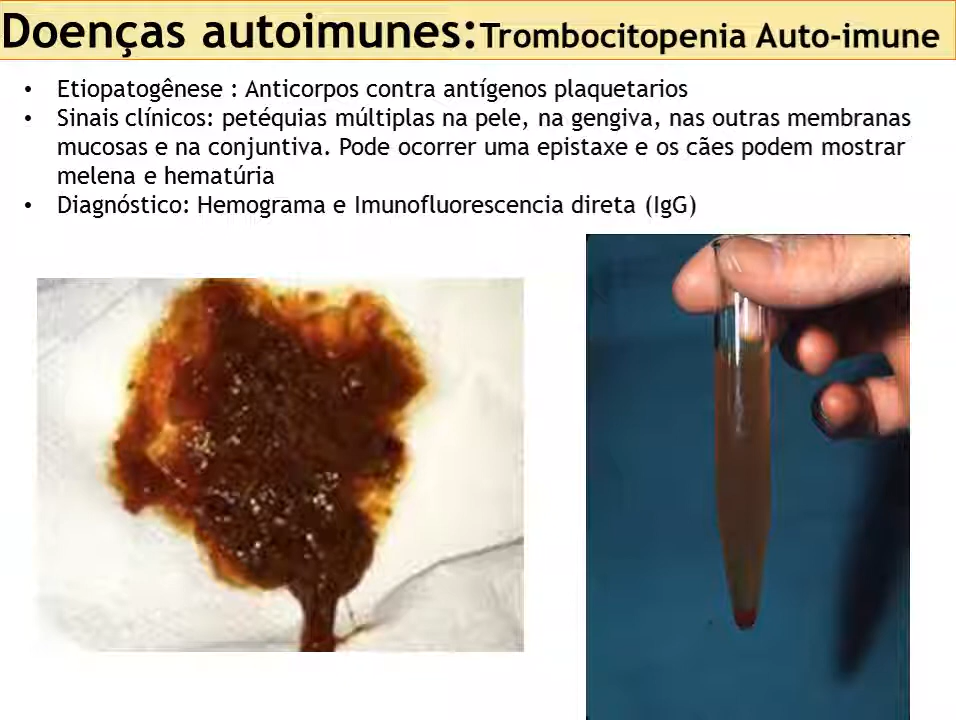 Doenças autoimunes:Trombocitopenia Auto-imune
• Etiopatogênese : Anticorpos contra antígenos plaquetarios
• Sinais clínicos: petéquias múltiplas na pele, na gengiva, nas outras membranas
mucosas e na conjuntiva. Pode ocorrer uma epistaxe e os cães podem mostrar
melena e hematúria
• Diagnóstico: Hemograma e Imunofluorescencia direta (IgG)